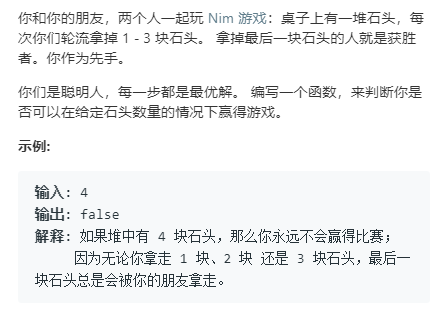 你和你的朋友，两个人一起玩 Nim 游戏：桌子上有一堆石头，每
次你们轮流拿掉 1 - 3 块石头。 拿掉最后一块石头的人就是获胜
者。你作为先手。
你们是聪明人，每一步都是最优解。 编写一个函数，来判断你是
否可以在给定石头数量的情况下赢得游戏。
示例:
输入: 4
输出: false
解释: 如果堆中有 4 块石头，那么你永远不会赢得比赛；
因为无论你拿走 1 块、2 块 还是 3 块石头，最后一
块石头总是会被你的朋友拿走。